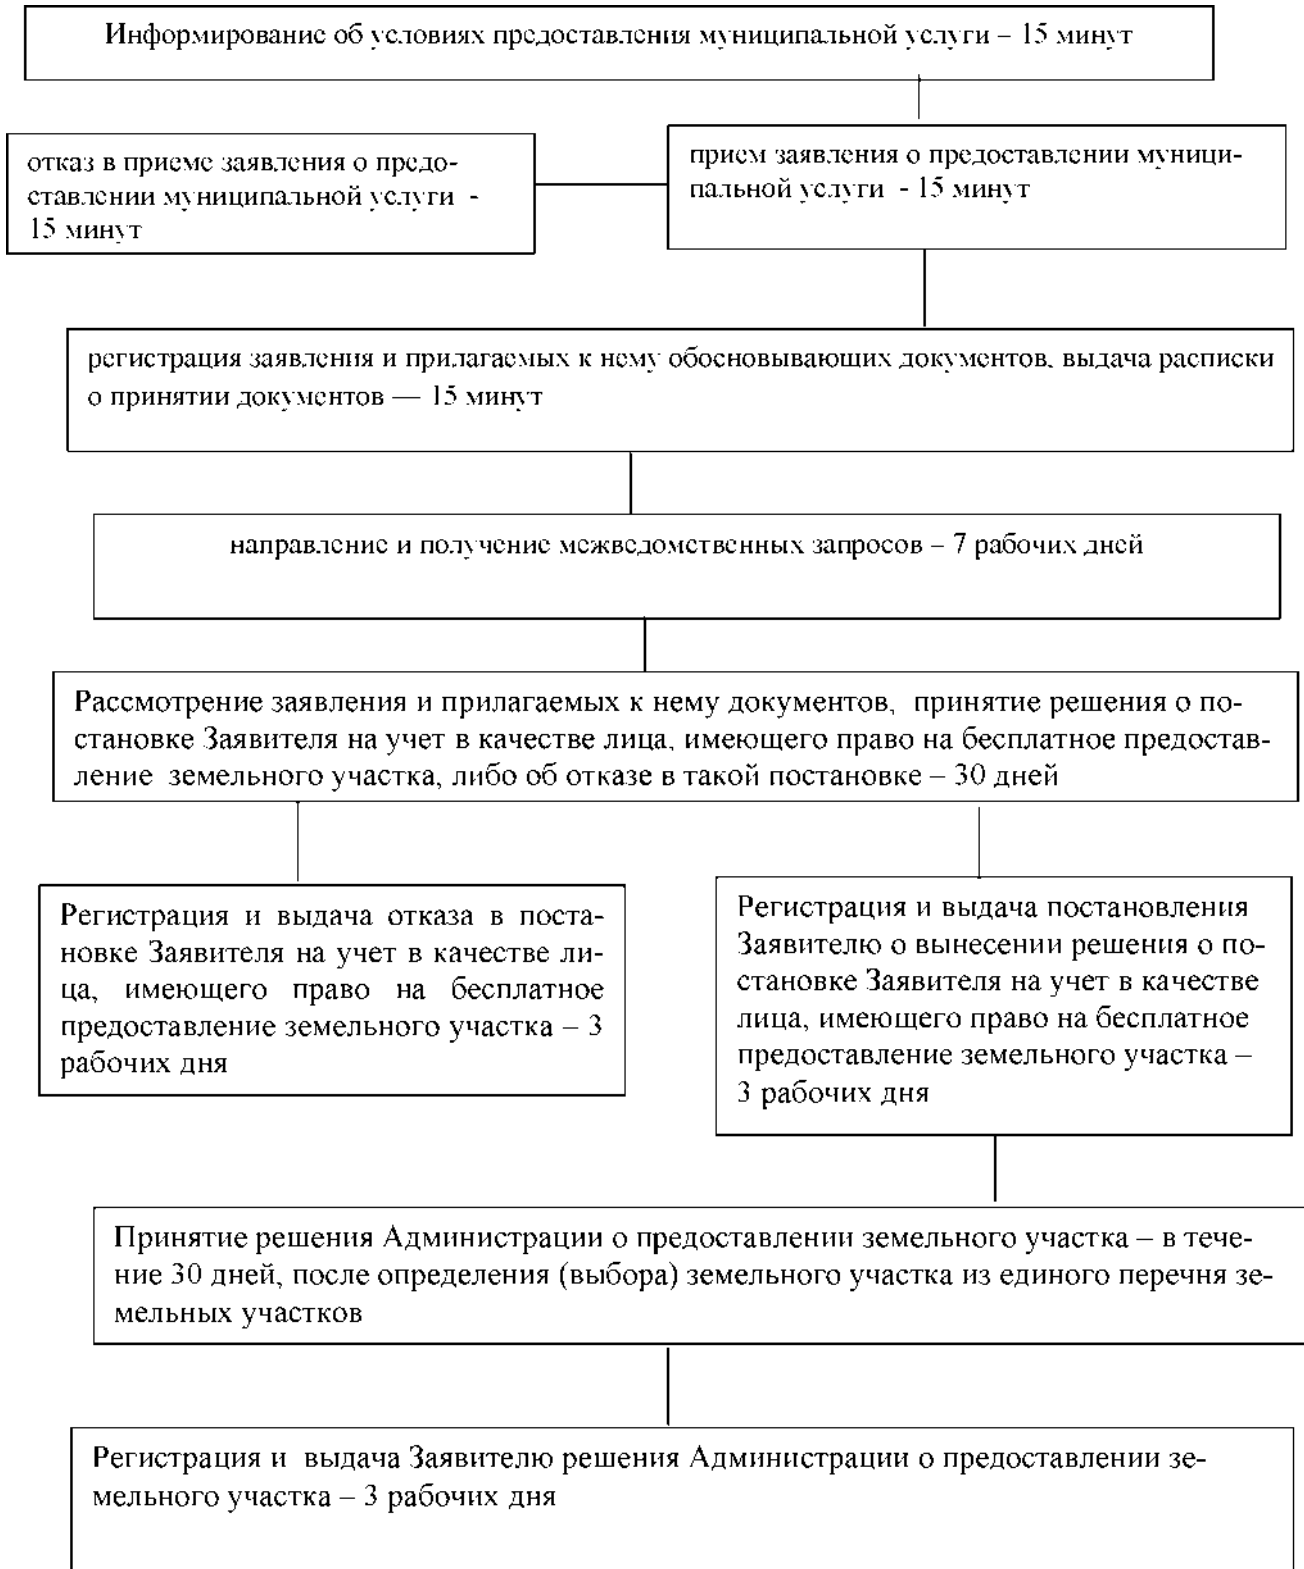 Информирование об условиях предоставления муниципальной услуги – 15 минут
отказ в приеме заявления о предо-
ставлении муниципальной услуги -
15 минут
прием заявления о предоставлении муници-
пальной услуги - 15 минут
регистрация заявления и прилагаемых к нему обосновывающих документов, выдача расписки
о принятии документов — 15 минут
направление и получение межведомственных запросов – 7 рабочих дней
Рассмотрение заявления и прилагаемых к нему документов, принятие решения о по-
становке Заявителя на учет в качестве лица, имеющего право на бесплатное предостав-
ление земельного участка, либо об отказе в такой постановке – 30 дней
Регистрация и выдача отказа в поста-
новке Заявителя на учет в качестве ли-
ца, имеющего право на бесплатное
предоставление земельного участка – 3
рабочих дня
Регистрация и выдача постановления
Заявителю о вынесении решения о по-
становке Заявителя на учет в качестве
лица, имеющего право на бесплатное
предоставление земельного участка –
3 рабочих дня
Принятие решения Администрации о предоставлении земельного участка – в тече-
ние 30 дней, после определения (выбора) земельного участка из единого перечня зе-
мельных участков
Регистрация и выдача Заявителю решения Администрации о предоставлении зе-
мельного участка – 3 рабочих дня